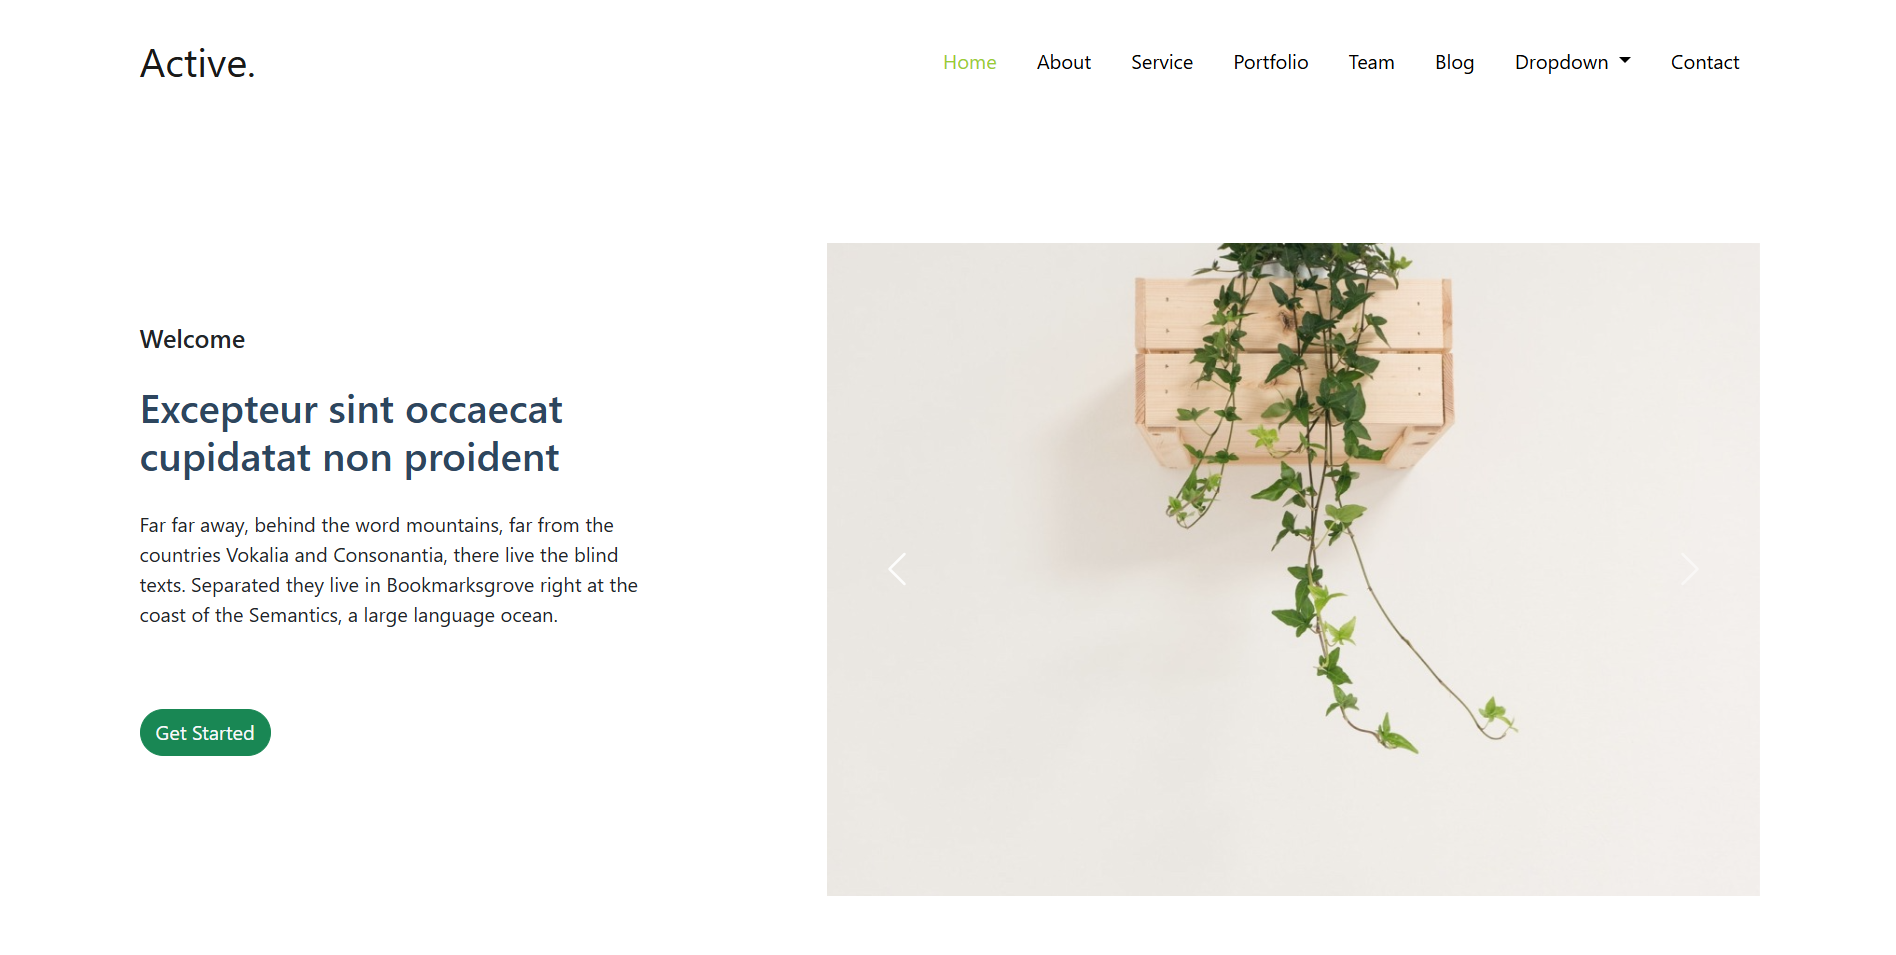 Active.
Home About Service Portfolio Team Blog Dropdown Contact
Welcome
Excepteur sint occaecat
cupidatat non proident
Far far away, behind the word mountains, far from the
countries Vokalia and Consonantia, there live the blind
texts. Separated they live in Bookmarksgrove right at the
coast of the Semantics, a large language ocean.
Get Started